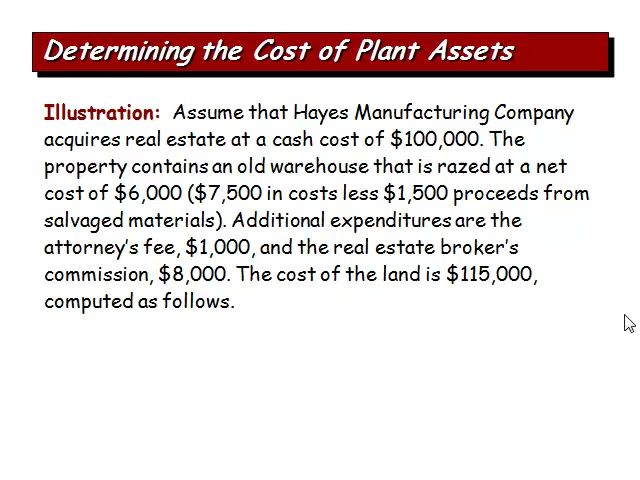 Determining the Cost of Plant Assets
Illustration: Assume that Hayes Manufacturing Company
acquires real estate at a cash cost of $100,000. The
property contains an old warehouse that is razed at a net
cost of $6,000 ($7,500 in costs less $1,500 proceeds from
salvaged materials). Additional expenditures are the
attorney's fee, $1,000, and the real estate broker's
commission, $8,000. The cost of the land is $115,000,
computed as follows.